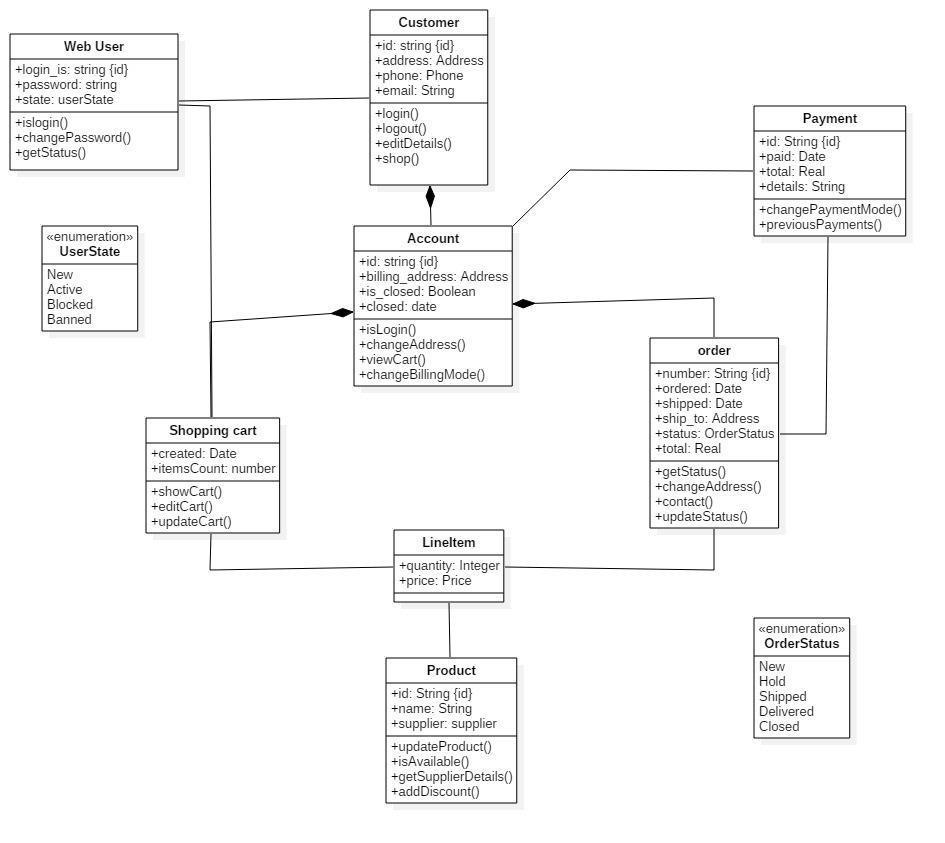 Customer
+id: string {id}
+address: Address
+phone: Phone
+email: String
+login()
+logout()
+editDetails()
+shop()
Web User
+login_is: string {id}
+password: string
+state: userState
+islogin()
+changePassword()
+getStatus()
Payment
+id: String {id}
+paid: Date
+total: Real
+details: String
+changePaymentMode()
+previousPayments()
«enumeration»
UserState
New
Active
Blocked
Banned
Account
+id: string {id}
+billing_address: Address
+is_closed: Boolean
+closed: date
+isLogin()
+changeAddress()
+viewCart()
+changeBillingMode()
order
+number: String {id}
+ordered: Date
+shipped: Date
+ship_to: Address
+status: OrderStatus
+total: Real
+getStatus()
+changeAddress()
+contact()
+updateStatus()
Shopping cart
+created: Date
+itemsCount: number
+showCart()
+editCart()
+updateCart()
LineItem
+quantity: Integer
+price: Price
«enumeration»
OrderStatus
New
Hold
Shipped
Delivered
Closed
Product
+id: String {id}
+name: String
+supplier: supplier
+updateProduct()
+isAvailable()
+getSupplierDetails()
+addDiscount()